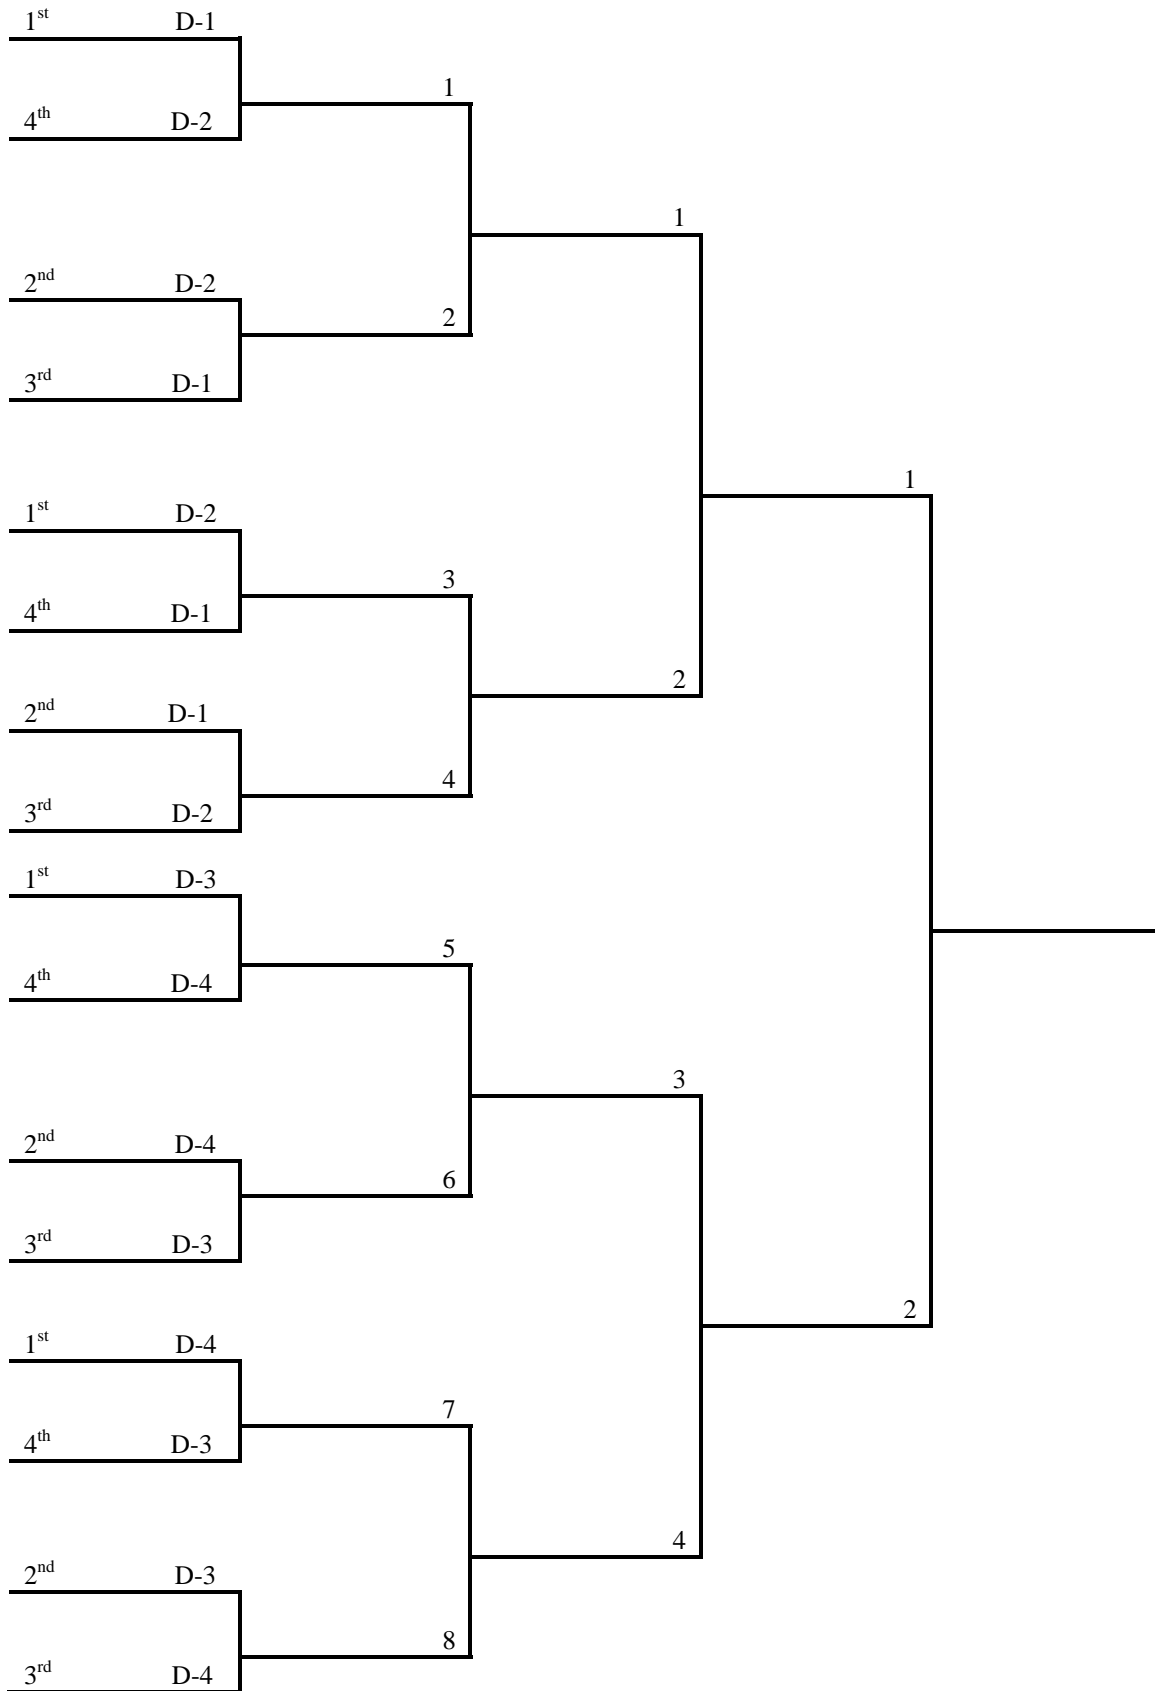 1st D-1
1
4th D-2
1
2nd D-2
2
3rd D-1
1
1st D-2
3
4th D-1
2
2nd D-1
4
3rd D-2
1st D-3
5
4th D-4
3
2nd D-4
6
3rd D-3
2
1st D-4
7
4th D-3
4
2nd D-3
8
3rd D-4